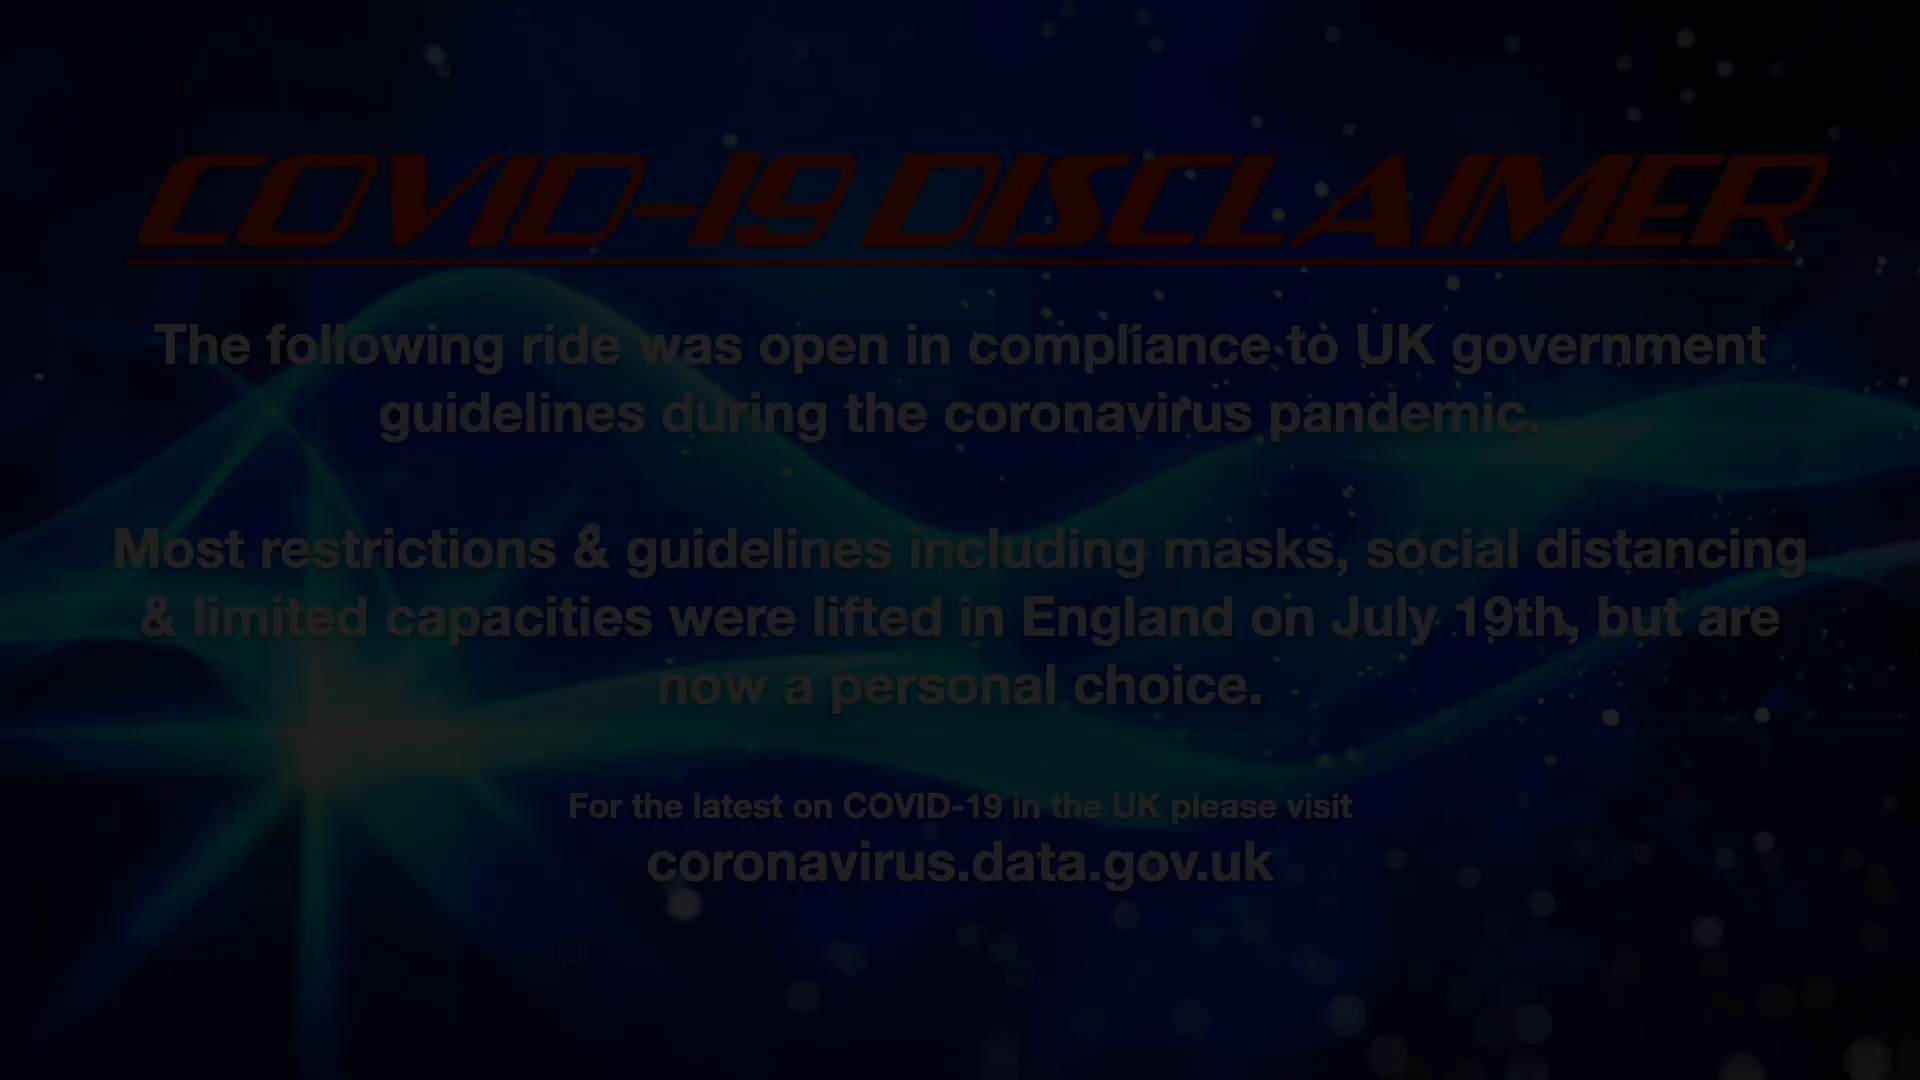 COVID-19 DISCLAIMER
The following ride was open in compliance to UK government
guidelines during the coronavirus pandemic.
Most restrictions & guidelines including masks, social distancing
& limited capacities were lifted in England on July 19th, but are
now a personal choice.
For the latest on COVID-19 in the UK please visit
coronavirus.data.gov.uk